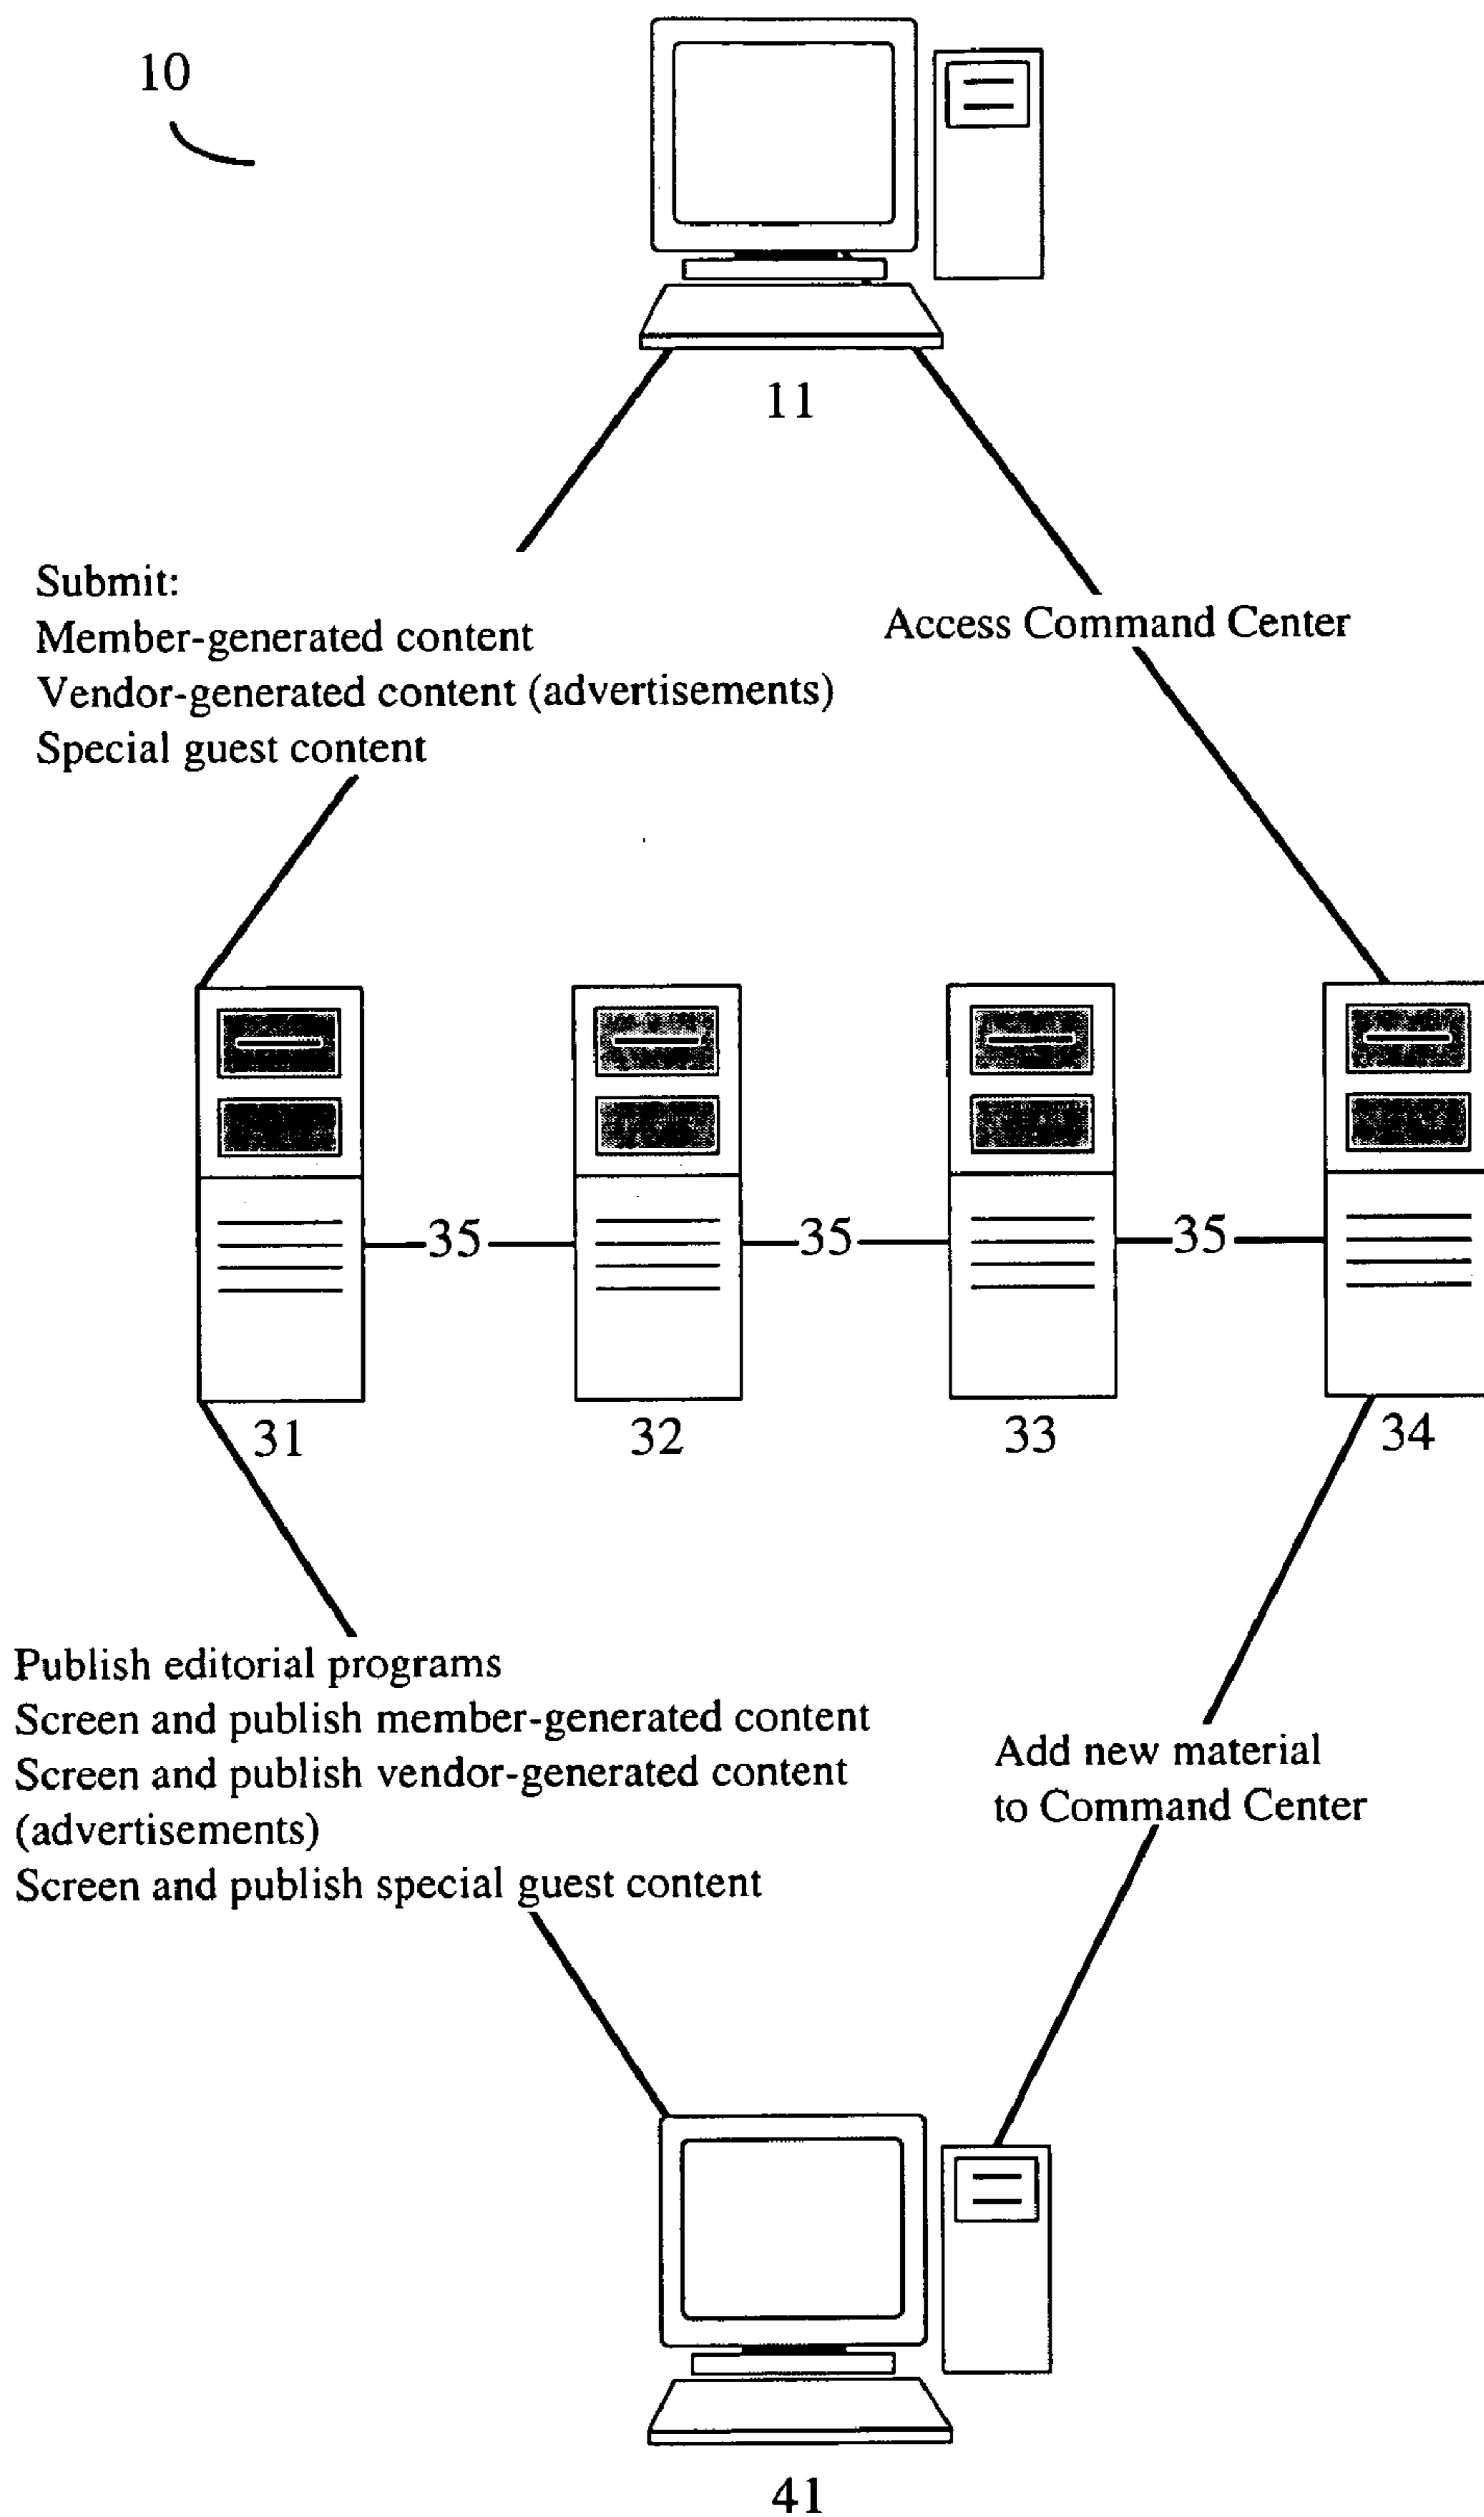 10
11
Submit:
Member-generated content
Vendor-generated content (advertisements)
Special guest content
Access Command Center
35
35
35
31
32
33
34
Publish editorial programs
Screen and publish member-generated content
Screen and publish vendor-generated content
(advertisements)
Screen and publish special guest content
Add new material
to Command Center
41